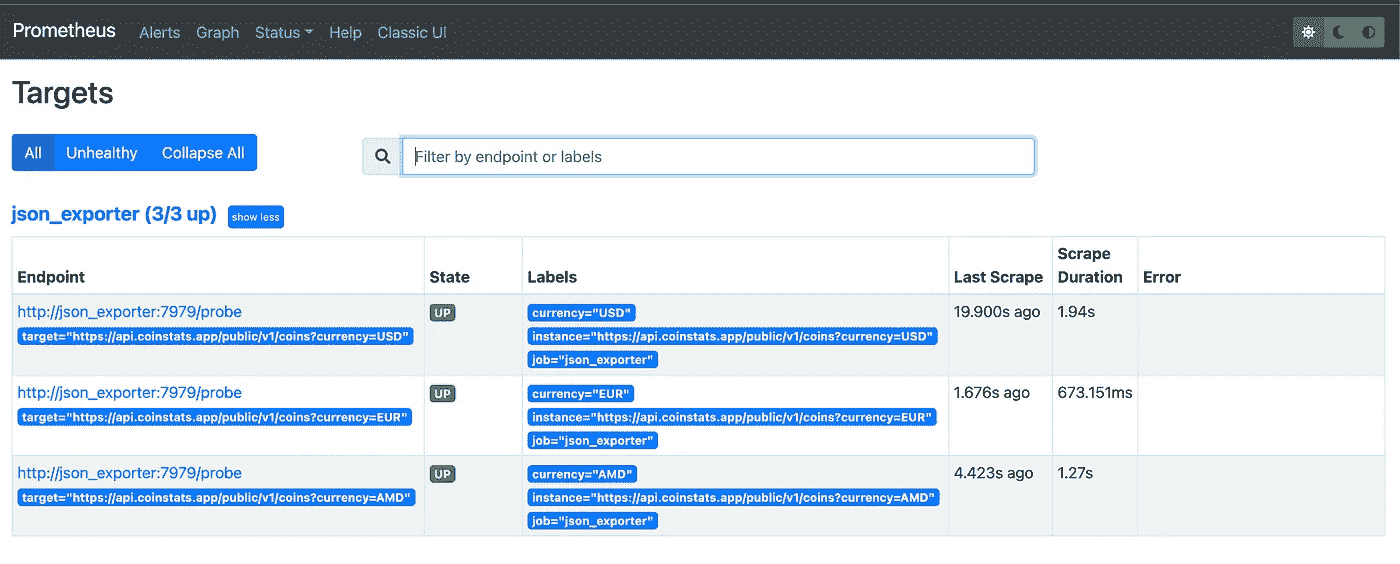 Prometheus Alerts Graph Status Help Classic UI
Targets
All Unhealthy Collapse All
Filter by endpoint or labels
json_exporter (3/3 up) show less
Endpoint State Labels Last Scrape Scrape Duration Error
http://json_exporter:7979/probe UP currency="USD" 19.900s ago 1.94s
target="https://api.coinstats.app/public/v1/coins?currency=USD" instance="https://api.coinstats.app/public/v1/coins?currency=USD"
job="json_exporter"
http://json_exporter:7979/probe UP currency="EUR" 1.676s ago 673.151ms
target="https://api.coinstats.app/public/v1/coins?currency=EUR" instance="https://api.coinstats.app/public/v1/coins?currency=EUR"
job="json_exporter"
http://json_exporter:7979/probe UP currency="AMD" 4.423s ago 1.27s
target="https://api.coinstats.app/public/v1/coins?currency=AMD" instance="https://api.coinstats.app/public/v1/coins?currency=AMD"
job="json_exporter"